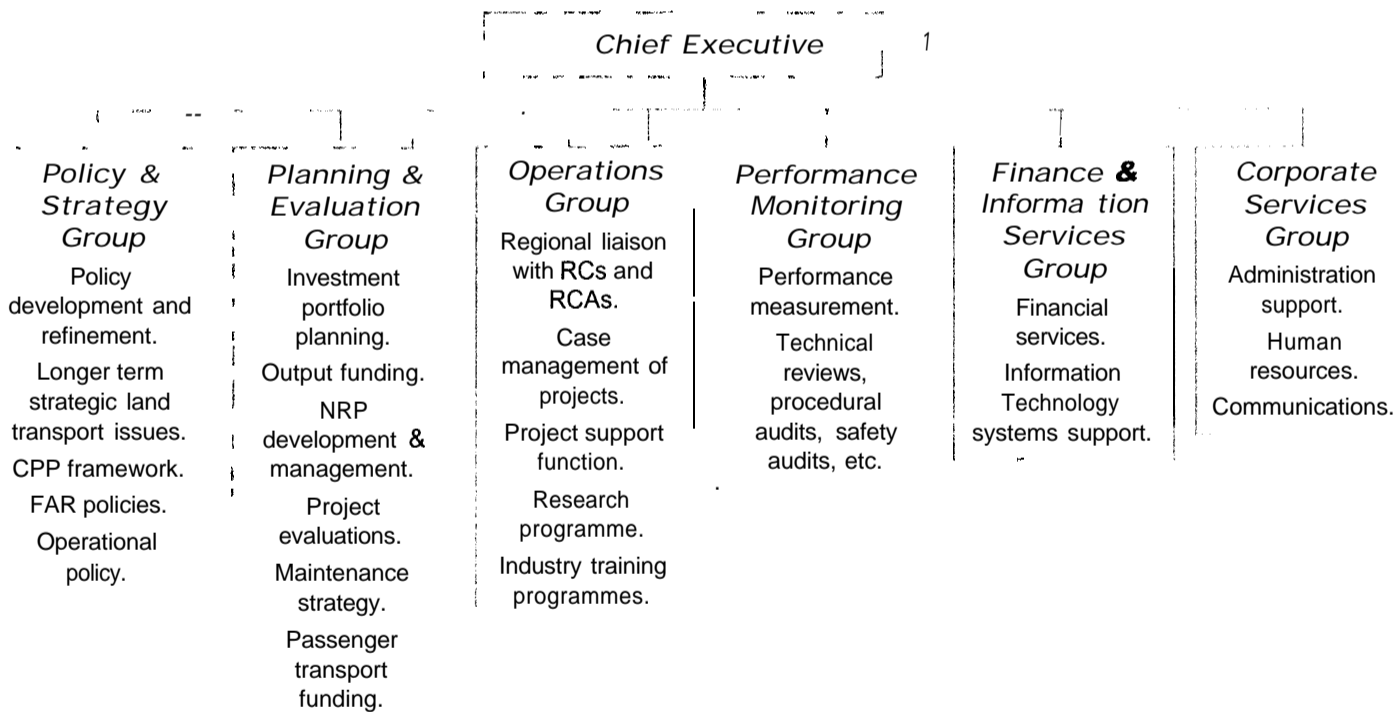 Chief Executive
1
Policy &
Strategy
Group
Policy
development and
refinement.
Longer term
strategic land
transport issues.
CPP framework.
FAR policies.
Operational
policy.
Planning &
Evaluation
Group
Investment
portfolio
planning.
Output funding.
NRP
development &
management.
Project
evaluations.
Maintenance
strategy.
Passenger
transport
funding.
Operations
Group
Regional liaison
with RCs and
RCAs.
Case
management of
projects.
Project support
function.
Research
programme.
Industry training
programmes.
Performance
Monitoring
Group
Performance
measurement.
Technical
reviews,
procedural
audits, safety
audits, etc.
Finance &
Informa tion
Services
Group
Financial
services.
Information
Technology
systems support.
Corporate
Services
Group
Administration
support.
Human
resources.
Communications.